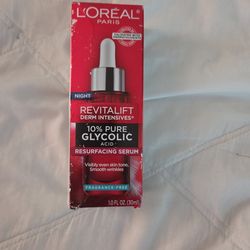 L'ORÉAL
PARIS
NIGHT
REVITALIFT
DERM INTENSIVES®
10% PURE
GLYCOLIC
ACID
RESURFACING SERUM
Visibly even skin tone,
Smooth wrinkles
FRAGRANCE-FREE
1.0 FL. OZ. (30ml)